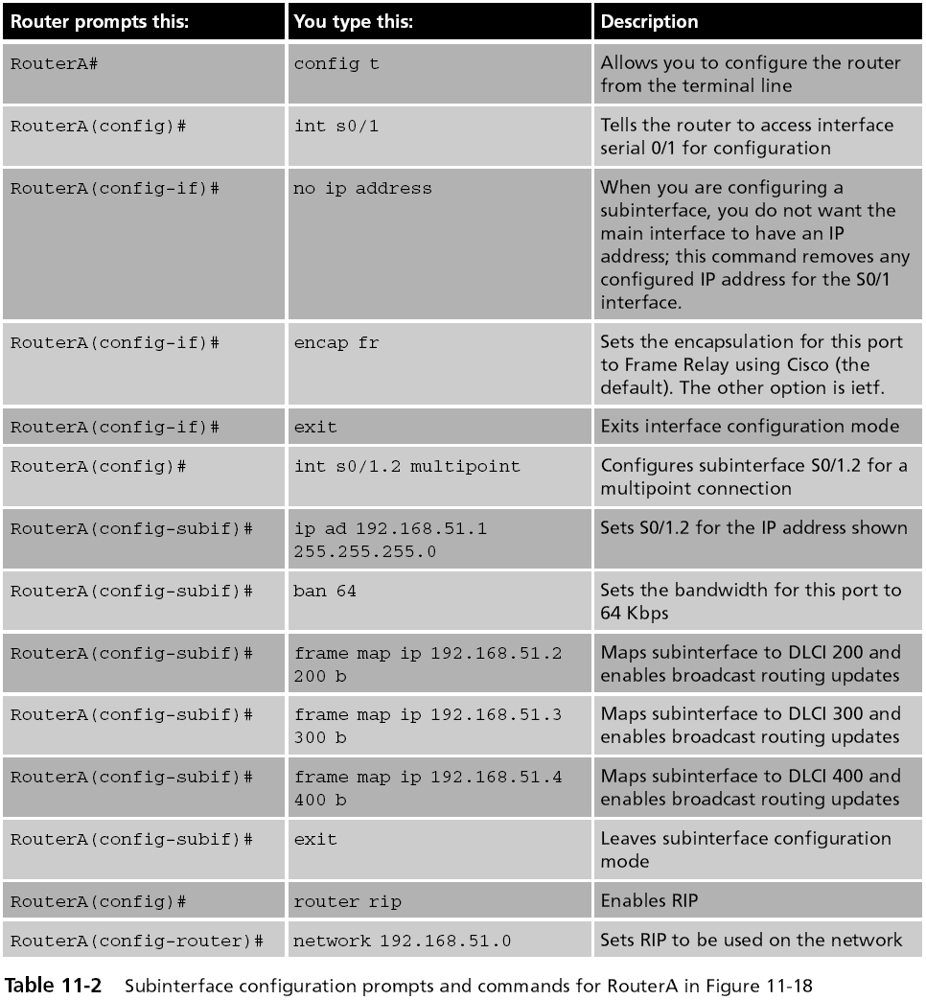 Router prompts this: You type this: Description
RouterA# config t Allows you to configure the router
from the terminal line
RouterA(config)# int s0/1 Tells the router to access interface
serial 0/1 for configuration
RouterA(config-if)# no ip address When you are configuring a
subinterface, you do not want the
main interface to have an IP
address; this command removes any
configured IP address for the S0/1
interface.
RouterA(config-if)# encap fr Sets the encapsulation for this port
to Frame Relay using Cisco (the
default). The other option is ietf.
RouterA(config-if)# exit Exits interface configuration mode
RouterA(config)# int s0/1.2 multipoint Configures subinterface S0/1.2 for a
multipoint connection
RouterA(config-subif)# ip ad 192.168.51.1 Sets S0/1.2 for the IP address shown
255.255.255.0
RouterA(config-subif)# ban 64 Sets the bandwidth for this port to
64 Kbps
RouterA(config-subif)# frame map ip 192.168.51.2 Maps subinterface to DLCI 200 and
200 b enables broadcast routing updates
RouterA(config-subif)# frame map ip 192.168.51.3 Maps subinterface to DLCI 300 and
300 b enables broadcast routing updates
RouterA(config-subif)# frame map ip 192.168.51.4 Maps subinterface to DLCI 400 and
400 b enables broadcast routing updates
RouterA(config-subif)# exit Leaves subinterface configuration
mode
RouterA(config)# router rip Enables RIP
RouterA(config-router)# network 192.168.51.0 Sets RIP to be used on the network
Table 11-2 Subinterface configuration prompts and commands for RouterA in Figure 11-18